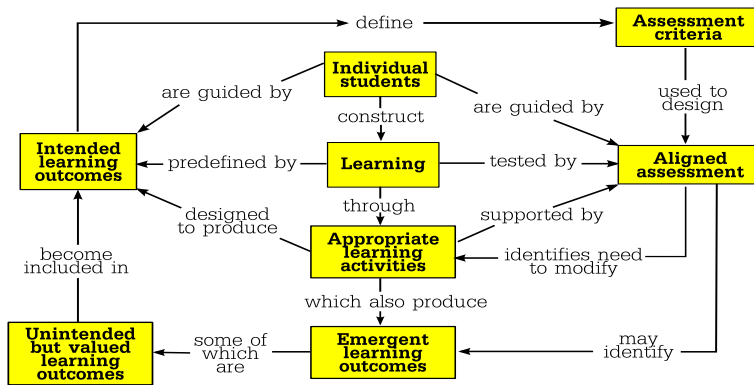 define
Assessment
criteria
Individual
students
are guided by
are guided by
used to
design
construct
Intended
learning
outcomes
predefined by
Learning
tested by
Aligned
assessment
through
designed
to produce
supported by
Appropriate
learning
activities
identifies need
to modify
become
included in
which also produce
Unintended
but valued
learning
outcomes
some of
which
are
Emergent
learning
outcomes
may
identify